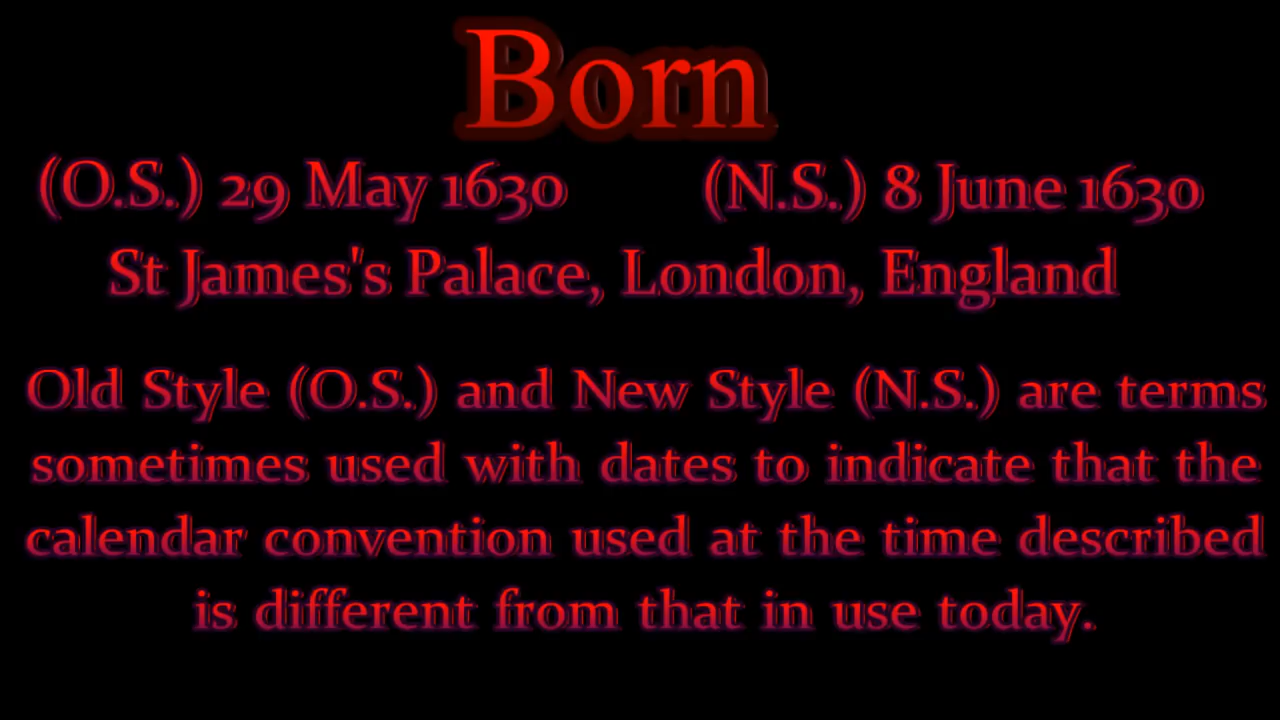 Born
(O.S.) 29 May 1630 (N.S.) 8 June 1630
St James's Palace, London, England
Old Style (O.S.) and New Style (N.S.) are terms
sometimes used with dates to indicate that the
calendar convention used at the time described
is different from that in use today.